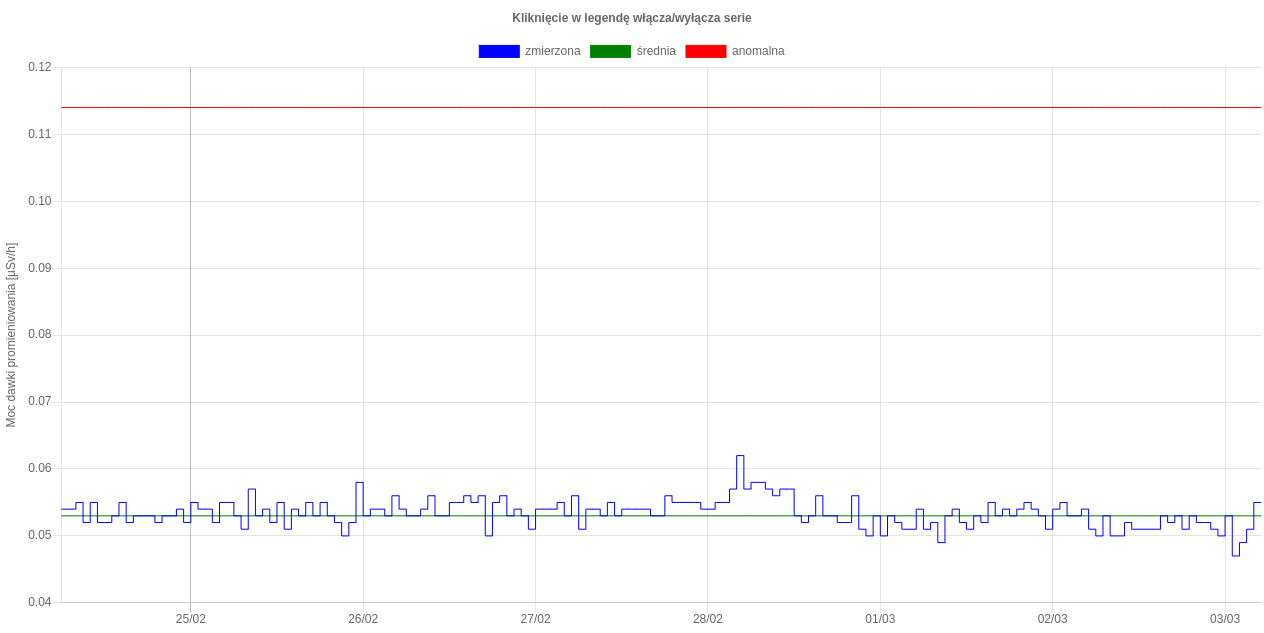 Kliknięcie w legendę włącza/wyłącza serie
zmierzona średnia anomalna
Moc dawki promieniowania [µSv/h]
0.12
0.11
0.10
0.09
0.08
0.07
0.06
0.05
0.04
25/02 26/02 27/02 28/02 01/03 02/03 03/03